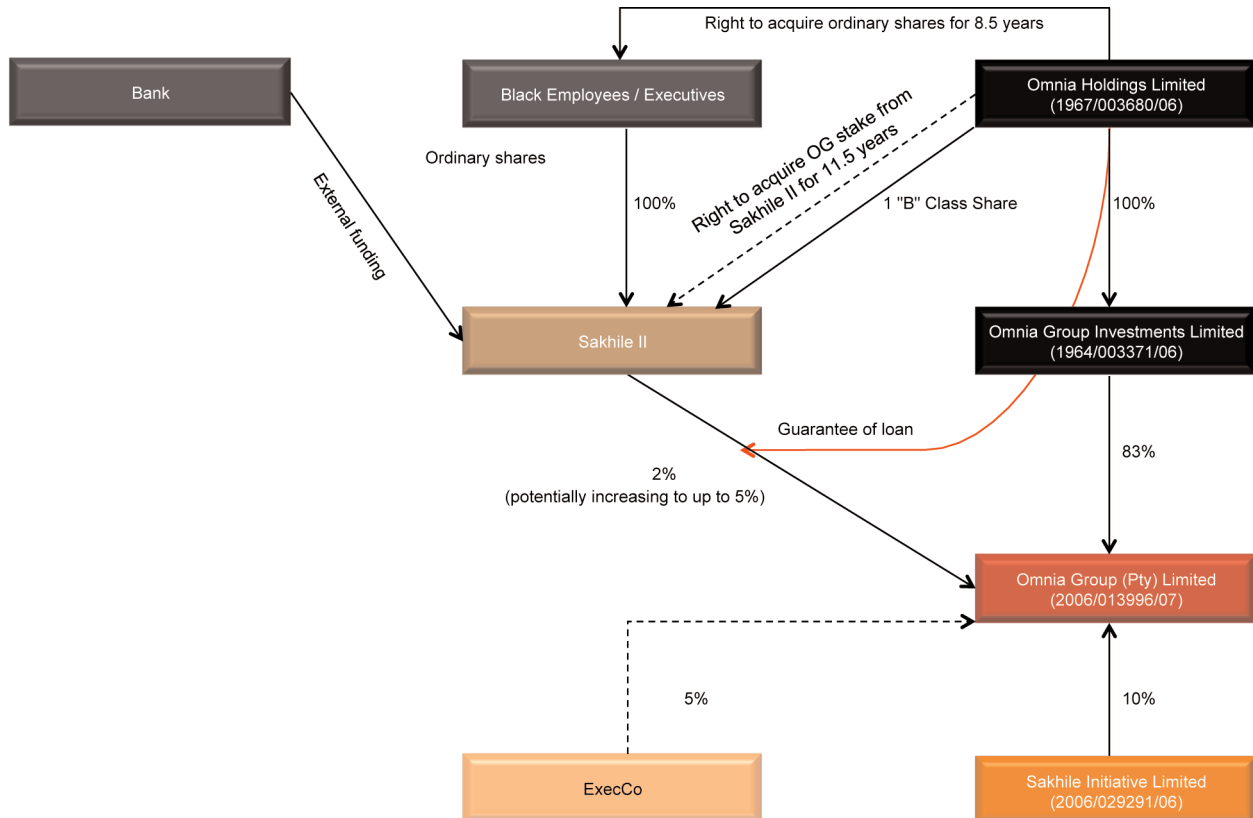 Right to acquire ordinary shares for 8.5 years
Bank
Black Employees / Executives
Omnia Holdings Limited
(1967/003680/06)
Ordinary shares
External funding
100%
Right to acquire OG stake from
Sakhile II for 11.5 years
1 "B" Class Share
100%
Sakhile II
Omnia Group Investments Limited
(1964/003371/06)
Guarantee of loan
83%
2%
(potentially increasing to up to 5%)
Omnia Group (Pty) Limited
(2006/013996/07)
5%
10%
ExecCo
Sakhile Initiative Limited
(2006/029291/06)